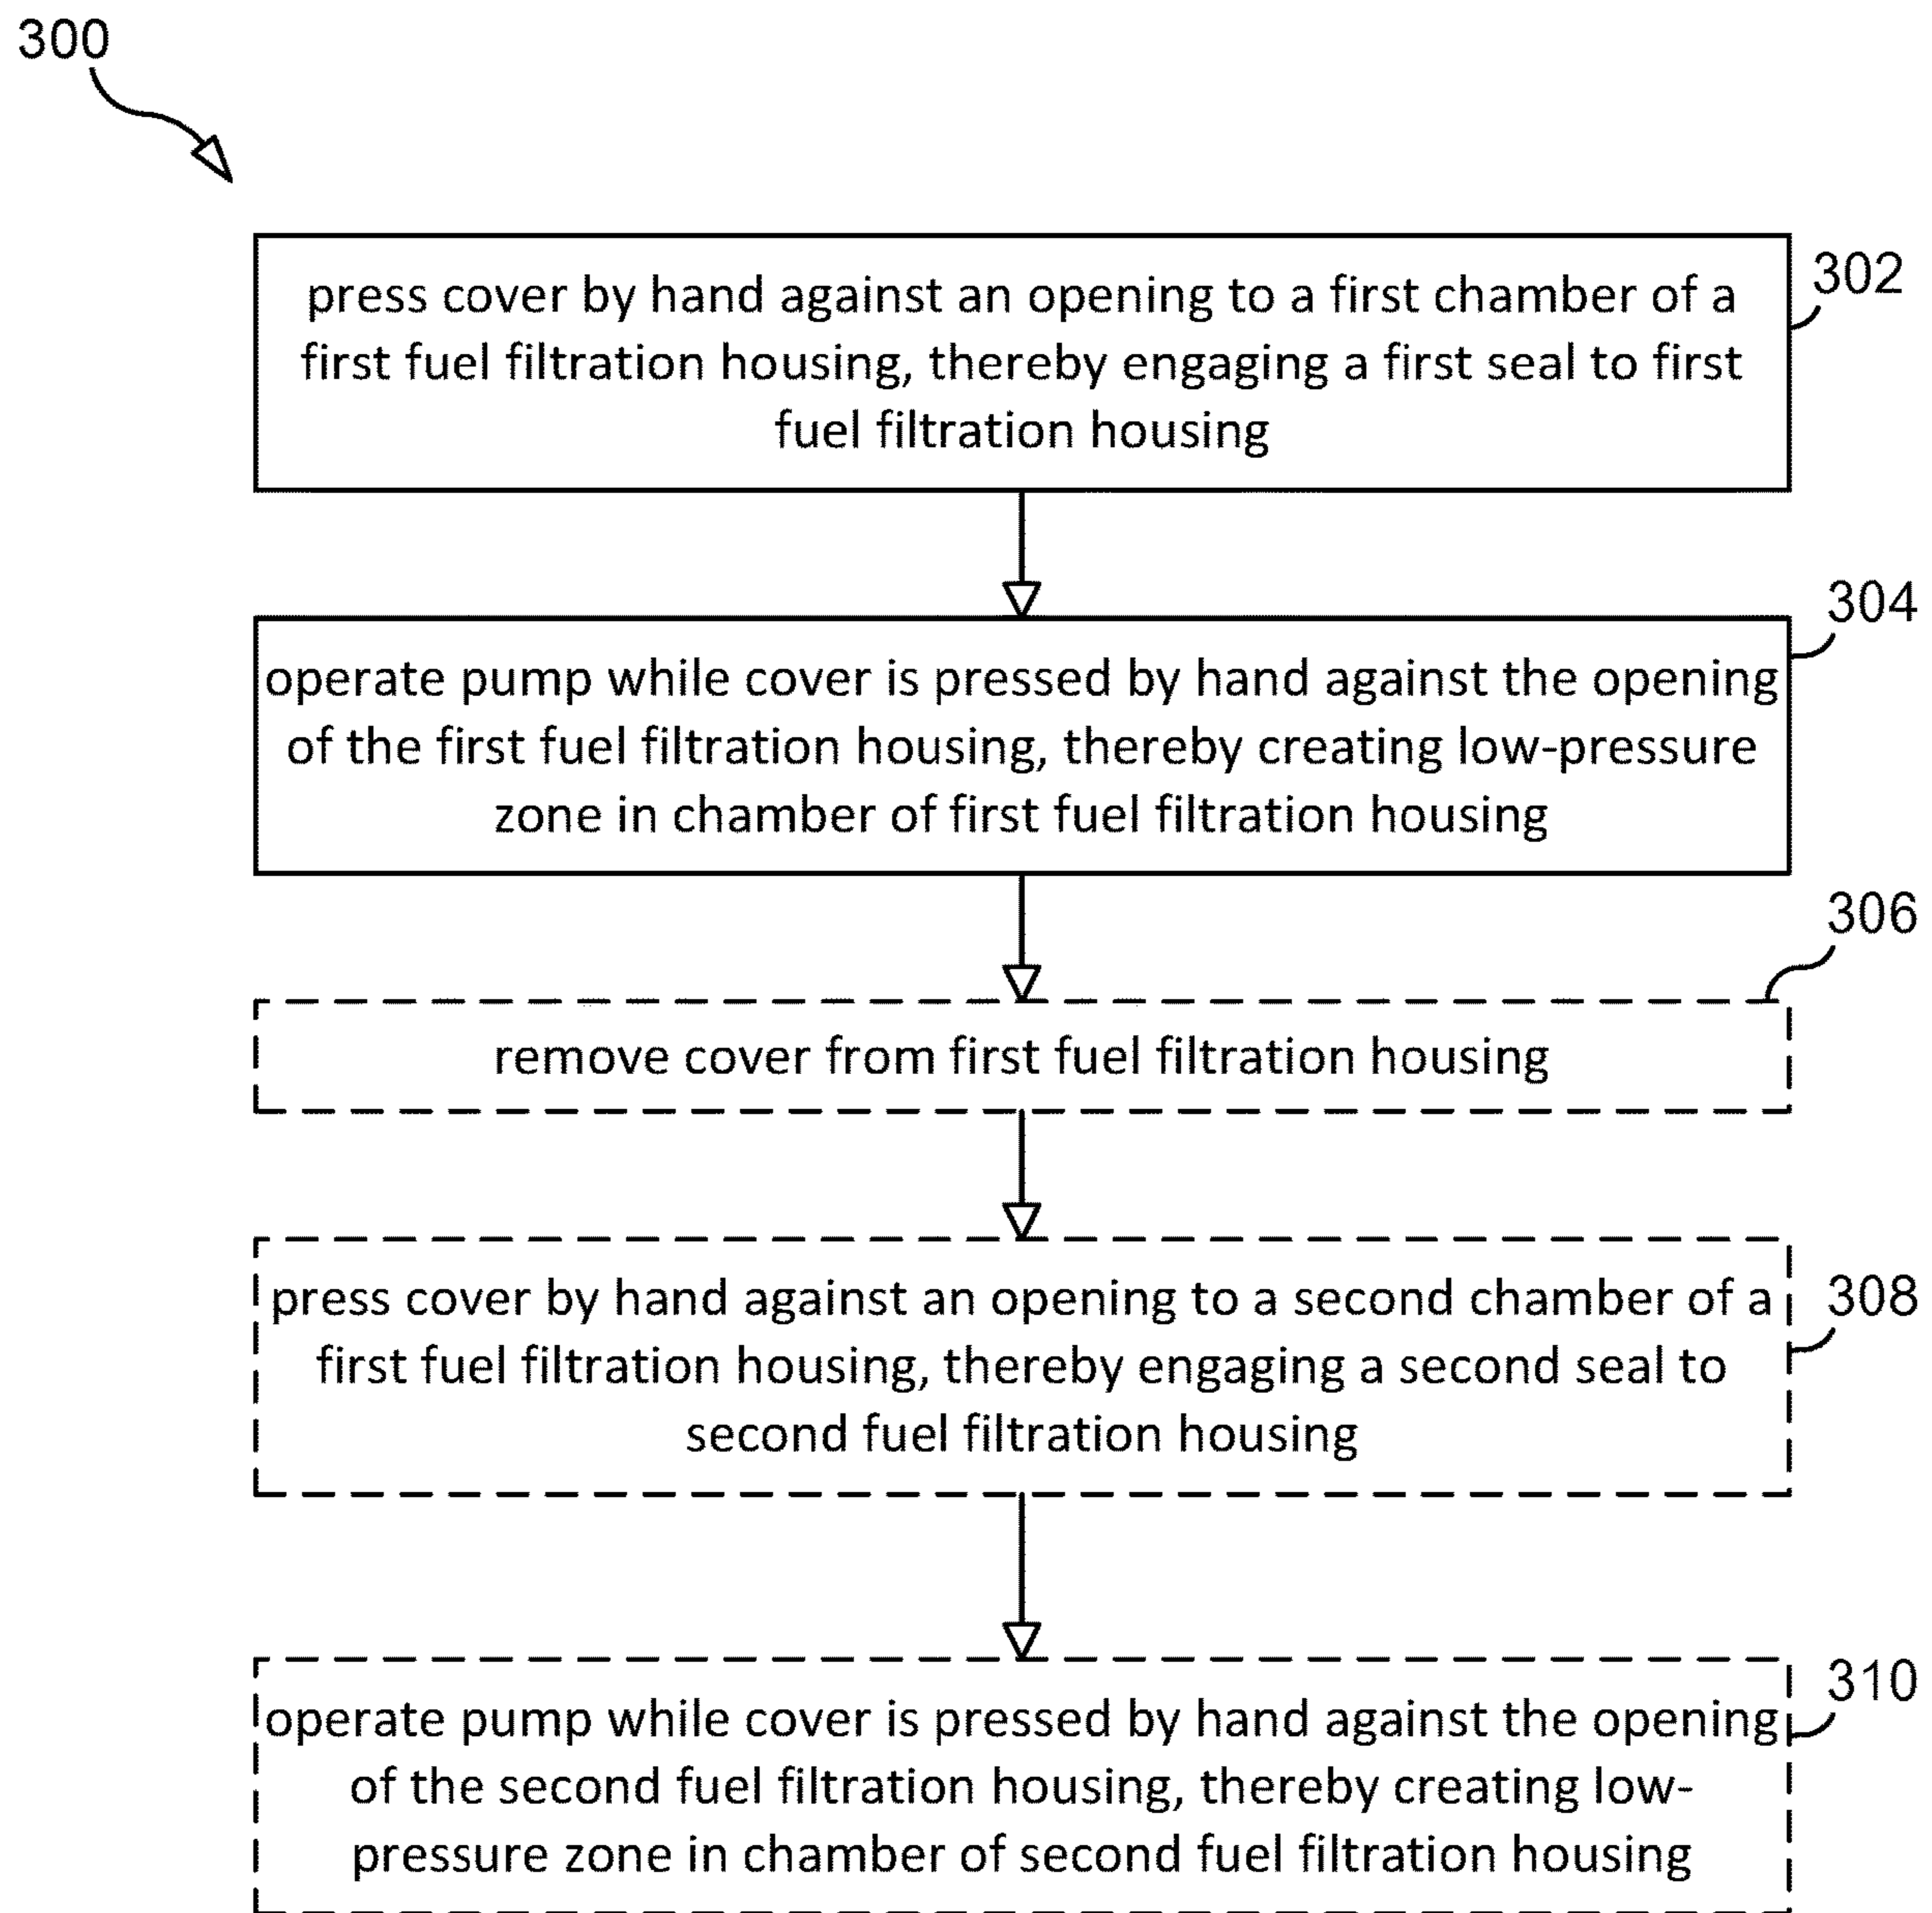 300
302
press cover by hand against an opening to a first chamber of a
first fuel filtration housing, thereby engaging a first seal to first
fuel filtration housing
304
operate pump while cover is pressed by hand against the opening
of the first fuel filtration housing, thereby creating low-pressure
zone in chamber of first fuel filtration housing
306
remove cover from first fuel filtration housing
308
press cover by hand against an opening to a second chamber of a
first fuel filtration housing, thereby engaging a second seal to
second fuel filtration housing
310
operate pump while cover is pressed by hand against the opening
of the second fuel filtration housing, thereby creating low-
pressure zone in chamber of second fuel filtration housing